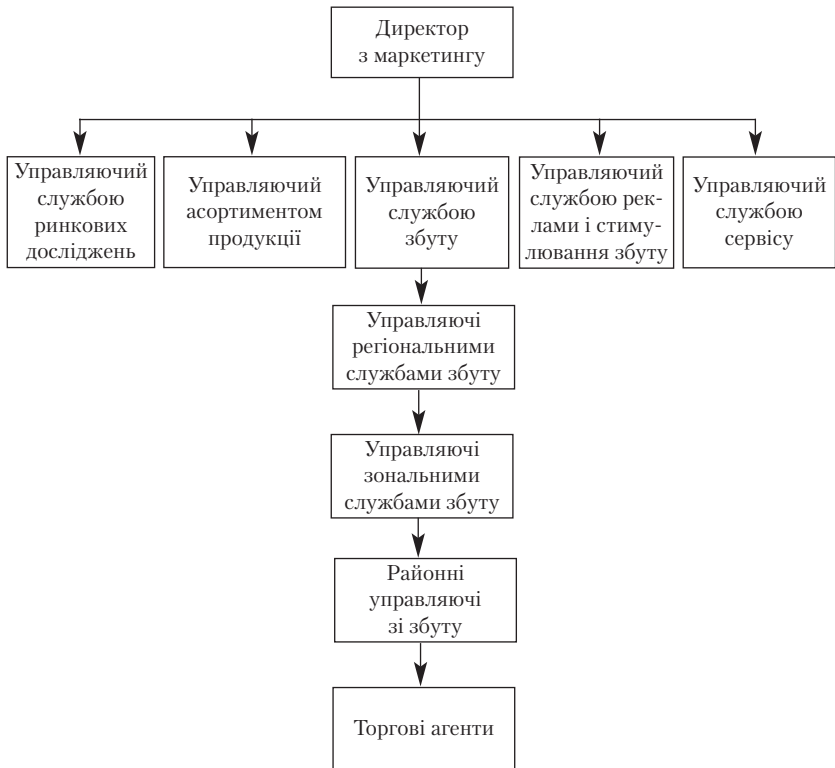 Директор
з маркетингу
Управляючий
службою
ринкових
досліджень
Управляючий
асортиментом
продукції
Управляючий
службою
збуту
Управляючий
службою рек-
лами і стиму-
лювання збуту
Управляючий
службою
сервісу
Управляючі
регіональними
службами збуту
Управляючі
зональними
службами збуту
Районні
управляючі
зі збуту
Торгові агенти